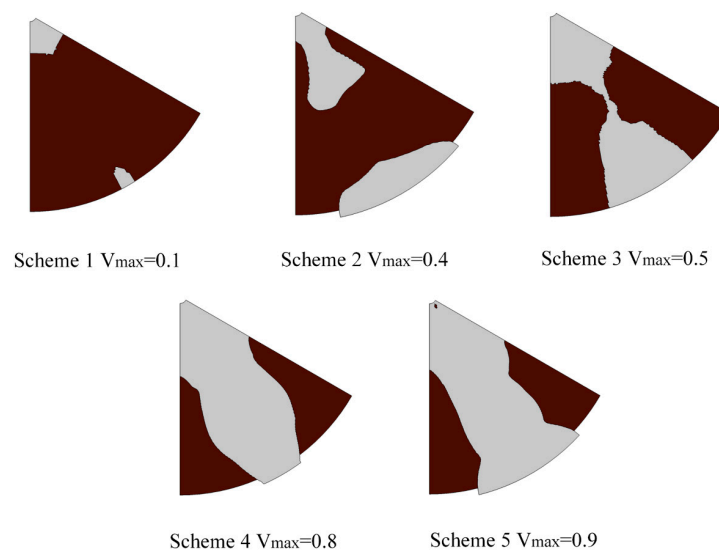 Scheme 1 Vmax=0.1
Scheme 2 Vmax=0.4
Scheme 3 Vmax=0.5
Scheme 4 Vmax=0.8
Scheme 5 Vmax=0.9